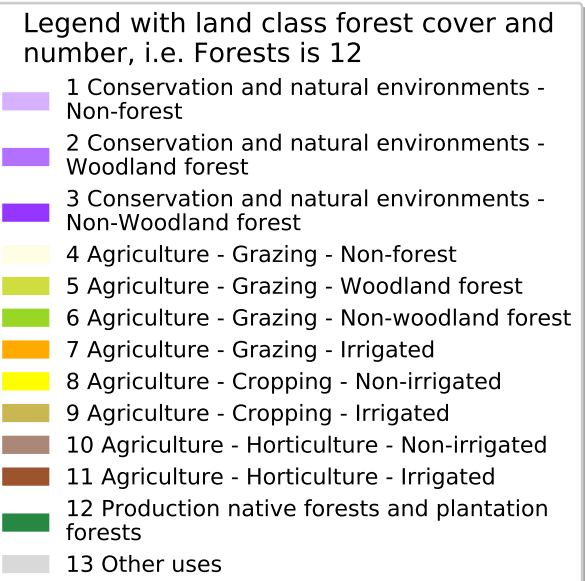 Legend with land class forest cover and
number, i.e. Forests is 12
1 Conservation and natural environments -
Non-forest
2 Conservation and natural environments -
Woodland forest
3 Conservation and natural environments -
Non-Woodland forest
4 Agriculture - Grazing - Non-forest
5 Agriculture - Grazing - Woodland forest
6 Agriculture - Grazing - Non-woodland forest
7 Agriculture - Grazing - Irrigated
8 Agriculture - Cropping - Non-irrigated
9 Agriculture - Cropping - Irrigated
10 Agriculture - Horticulture - Non-irrigated
11 Agriculture - Horticulture - Irrigated
12 Production native forests and plantation
forests
13 Other uses